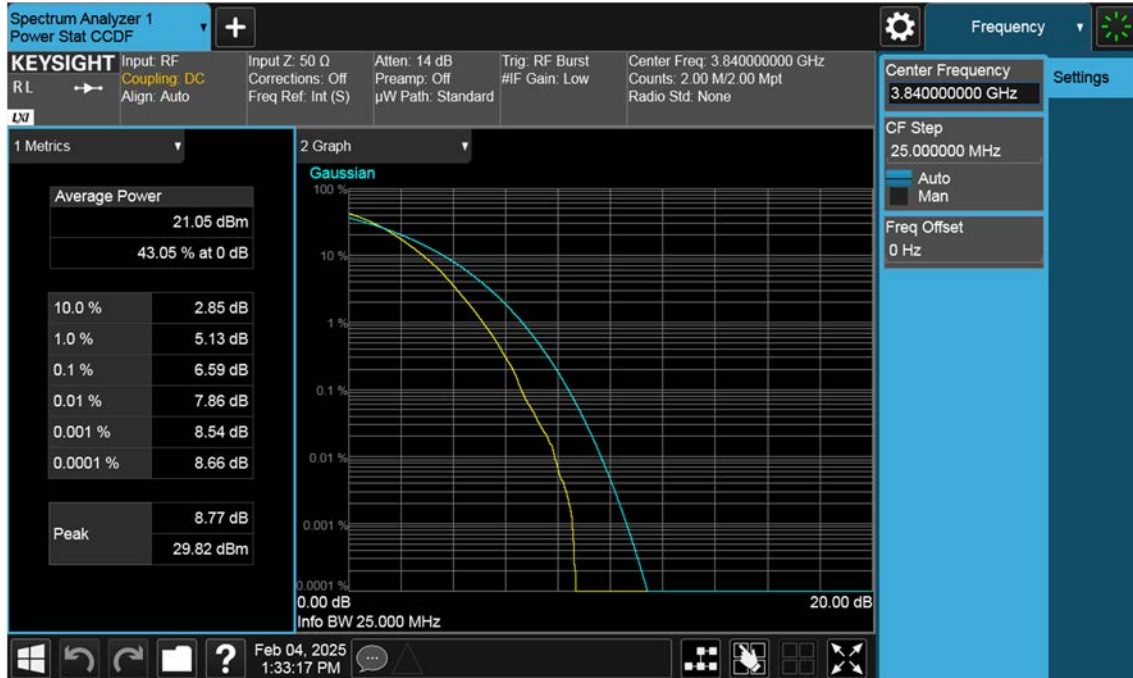 Spectrum Analyzer 1
Power Stat CCDF
+
Frequency
KEYSIGHT
RL
LXI
Input: RF
Coupling: DC
Align: Auto
Input Z: 50 Ω
Corrections: Off
Freq Ref: Int (S)
Atten: 14 dB
Preamp: Off
µW Path: Standard
Trig: RF Burst
#IF Gain: Low
Center Freq: 3.840000000 GHz
Counts: 2.00 M/2.00 Mpt
Radio Std: None
Center Frequency
3.840000000 GHz
Settings
CF Step
25.000000 MHz
Auto
Man
Freq Offset
0 Hz
1 Metrics
Average Power
21.05 dBm
43.05 % at 0 dB
10.0 % 2.85 dB
1.0 % 5.13 dB
0.1 % 6.59 dB
0.01 % 7.86 dB
0.001 % 8.54 dB
0.0001 % 8.66 dB
Peak
8.77 dB
29.82 dBm
2 Graph
Gaussian
100 %
10 %
1 %
0.1 %
0.01 %
0.001 %
0.0001 %
0.00 dB 20.00 dB
Info BW 25.000 MHz
?
Feb 04, 2025
1:33:17 PM